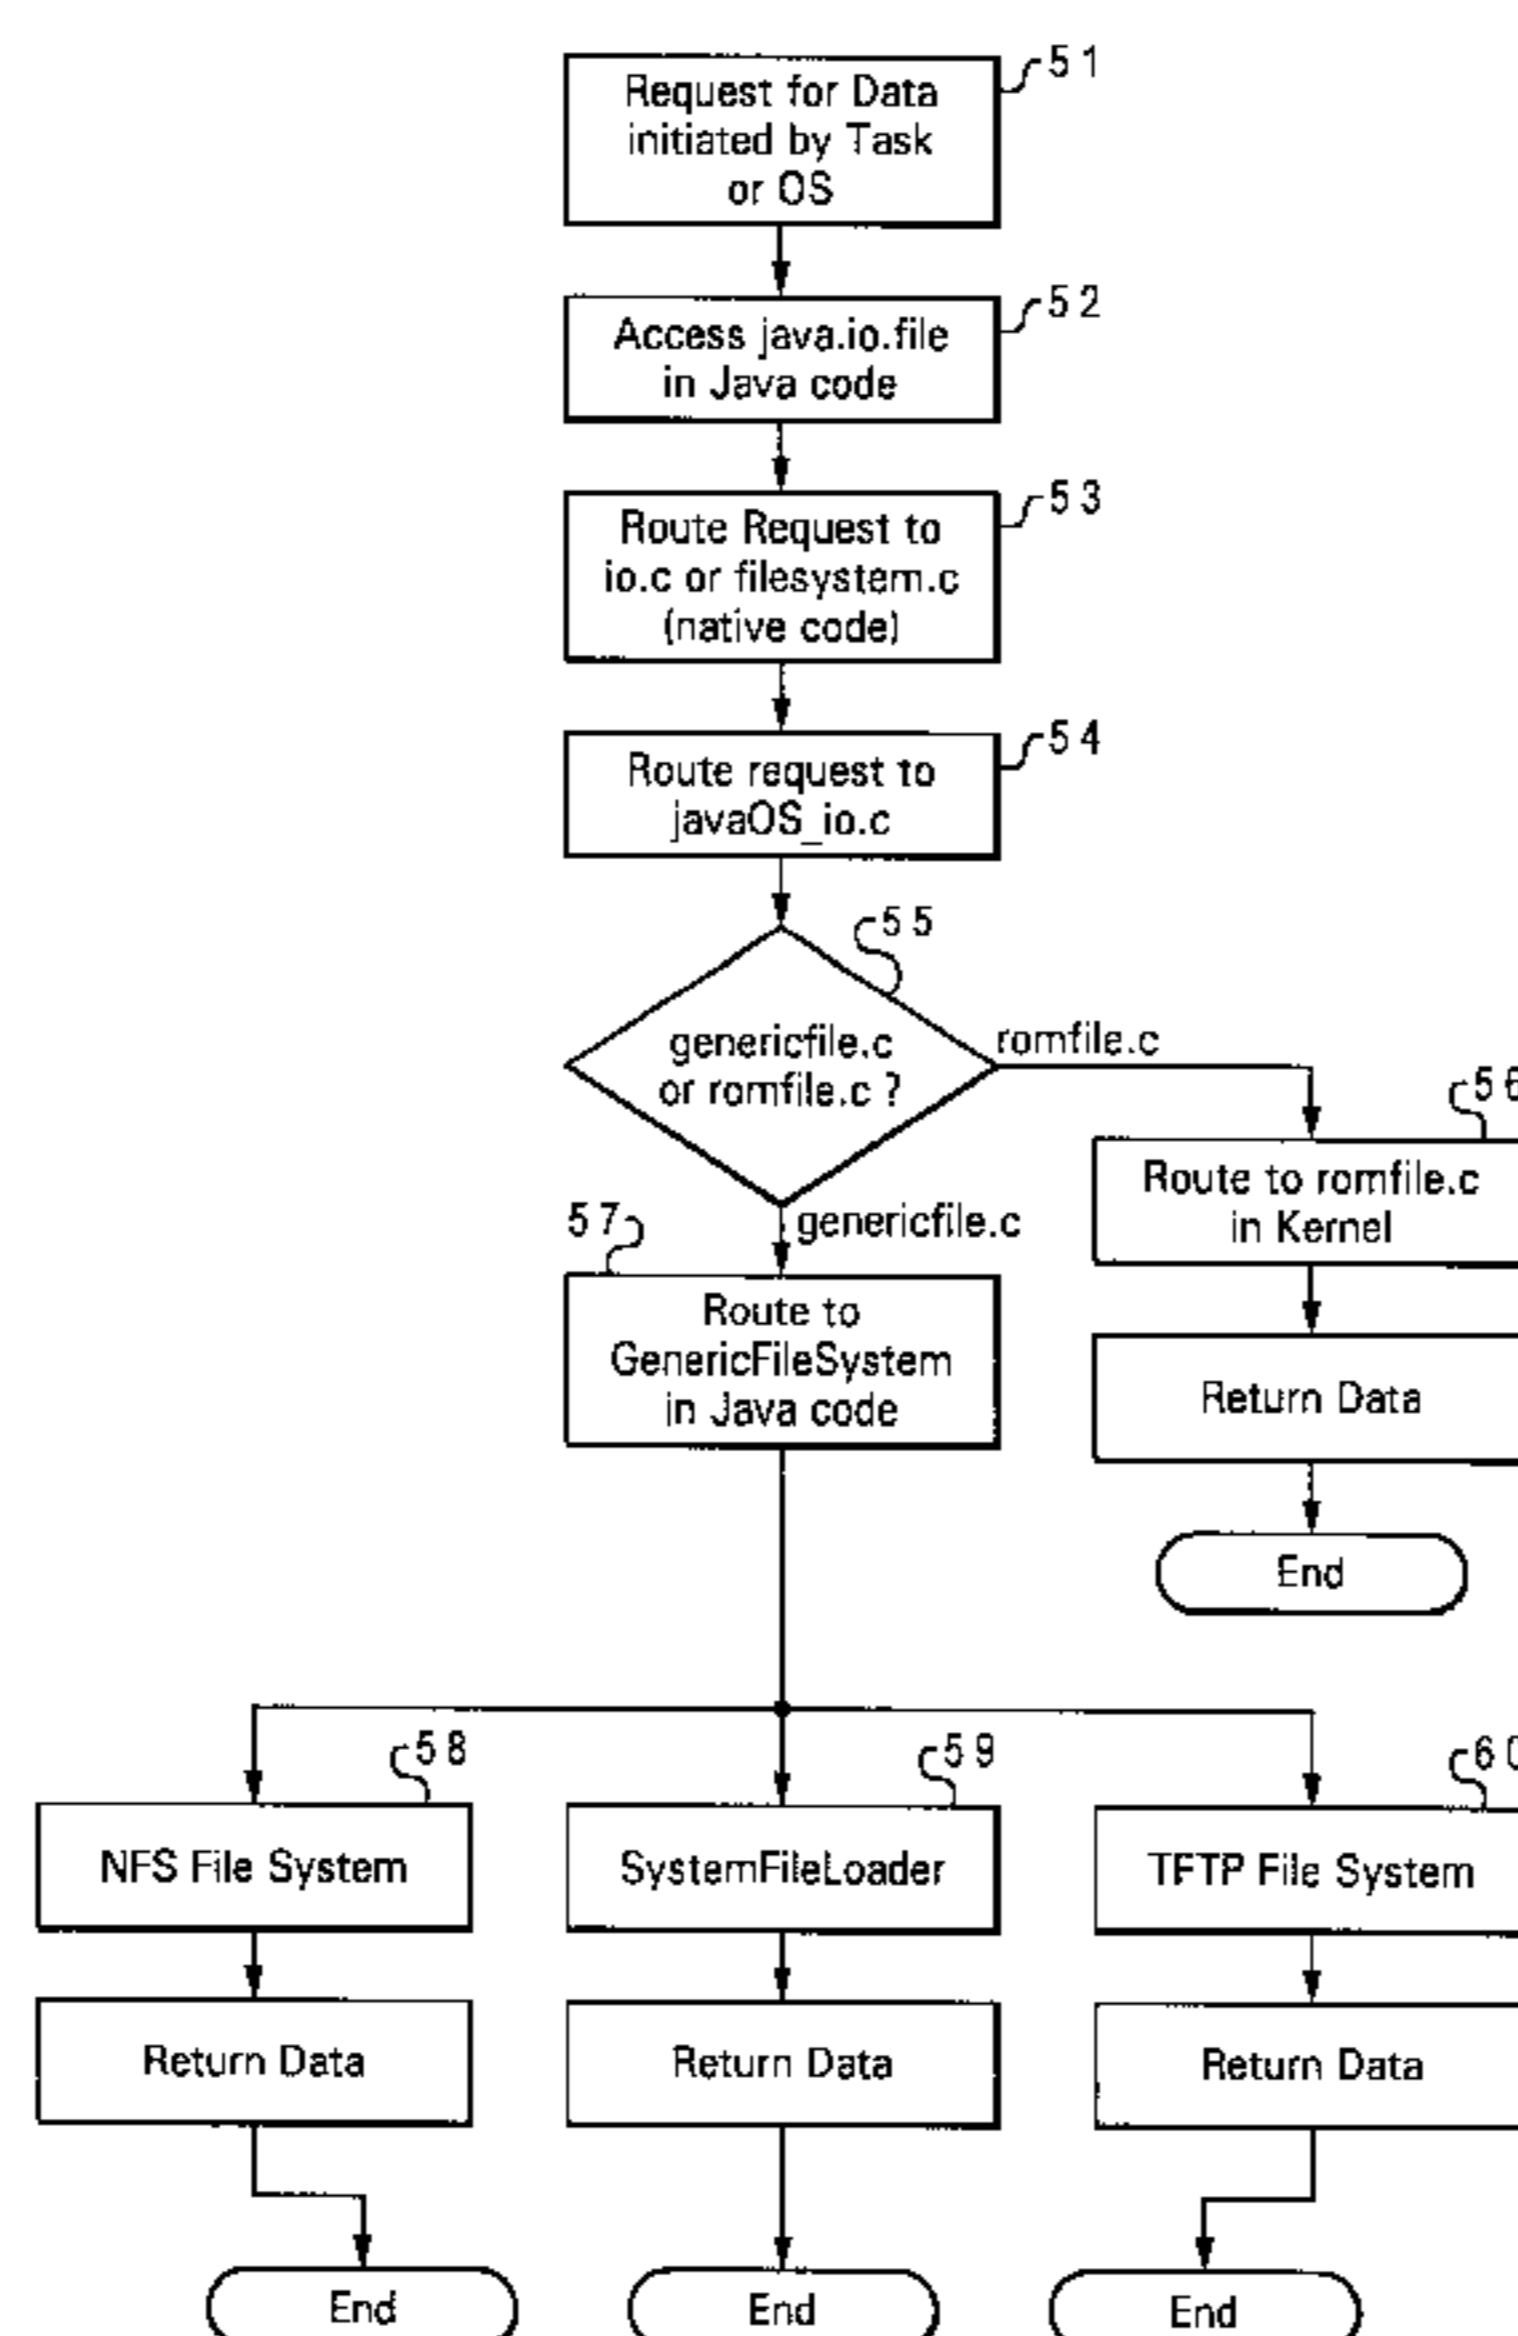 51
Request for Data
initiated by Task
or OS
52
Access java.io.file
in Java code
53
Route Request to
io.c or filesystem.c
(native code)
54
Route request to
javaOS_io.c
55
genericfile.c
or romfile.c ?
romfile.c
56
Route to romfile.c
in Kernel
57
genericfile.c
Route to
GenericFileSystem
in Java code
Return Data
End
58
59
60
NFS File System
SystemFileLoader
TFTP File System
Return Data
Return Data
Return Data
End
End
End